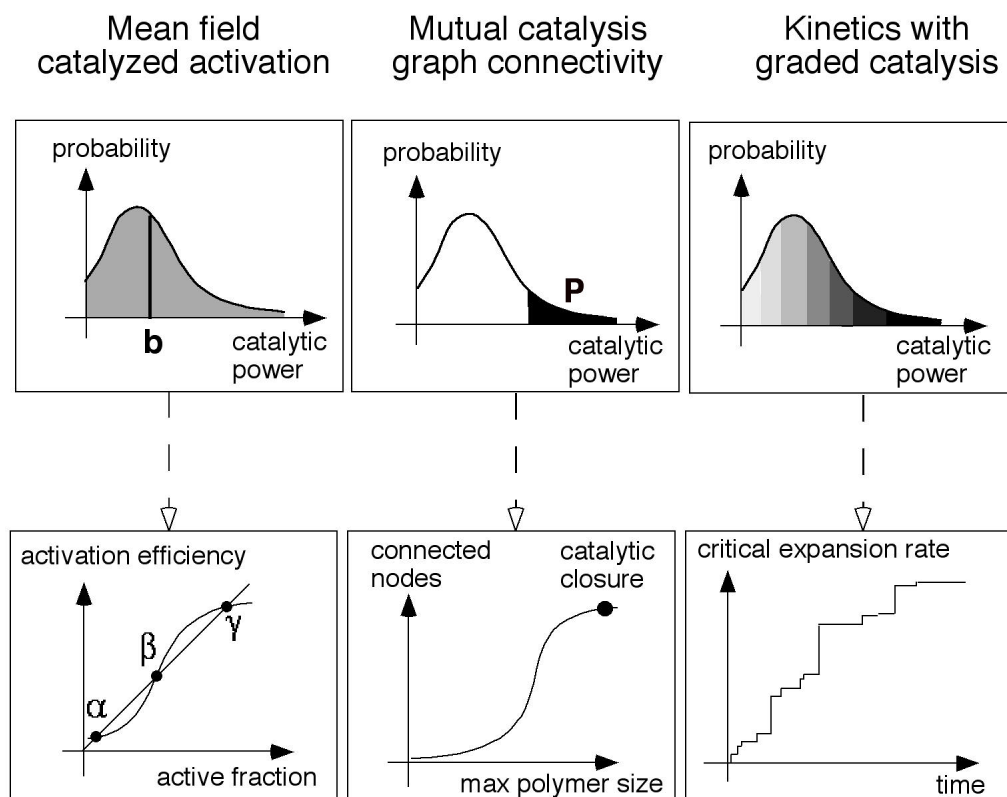 Mean field
catalyzed activation
Mutual catalysis
graph connectivity
Kinetics with
graded catalysis
probability
b
catalytic
power
probability
P
catalytic
power
probability
catalytic
power
activation efficiency
α
β
γ
active fraction
connected
nodes
catalytic
closure
max polymer size
critical expansion rate
time